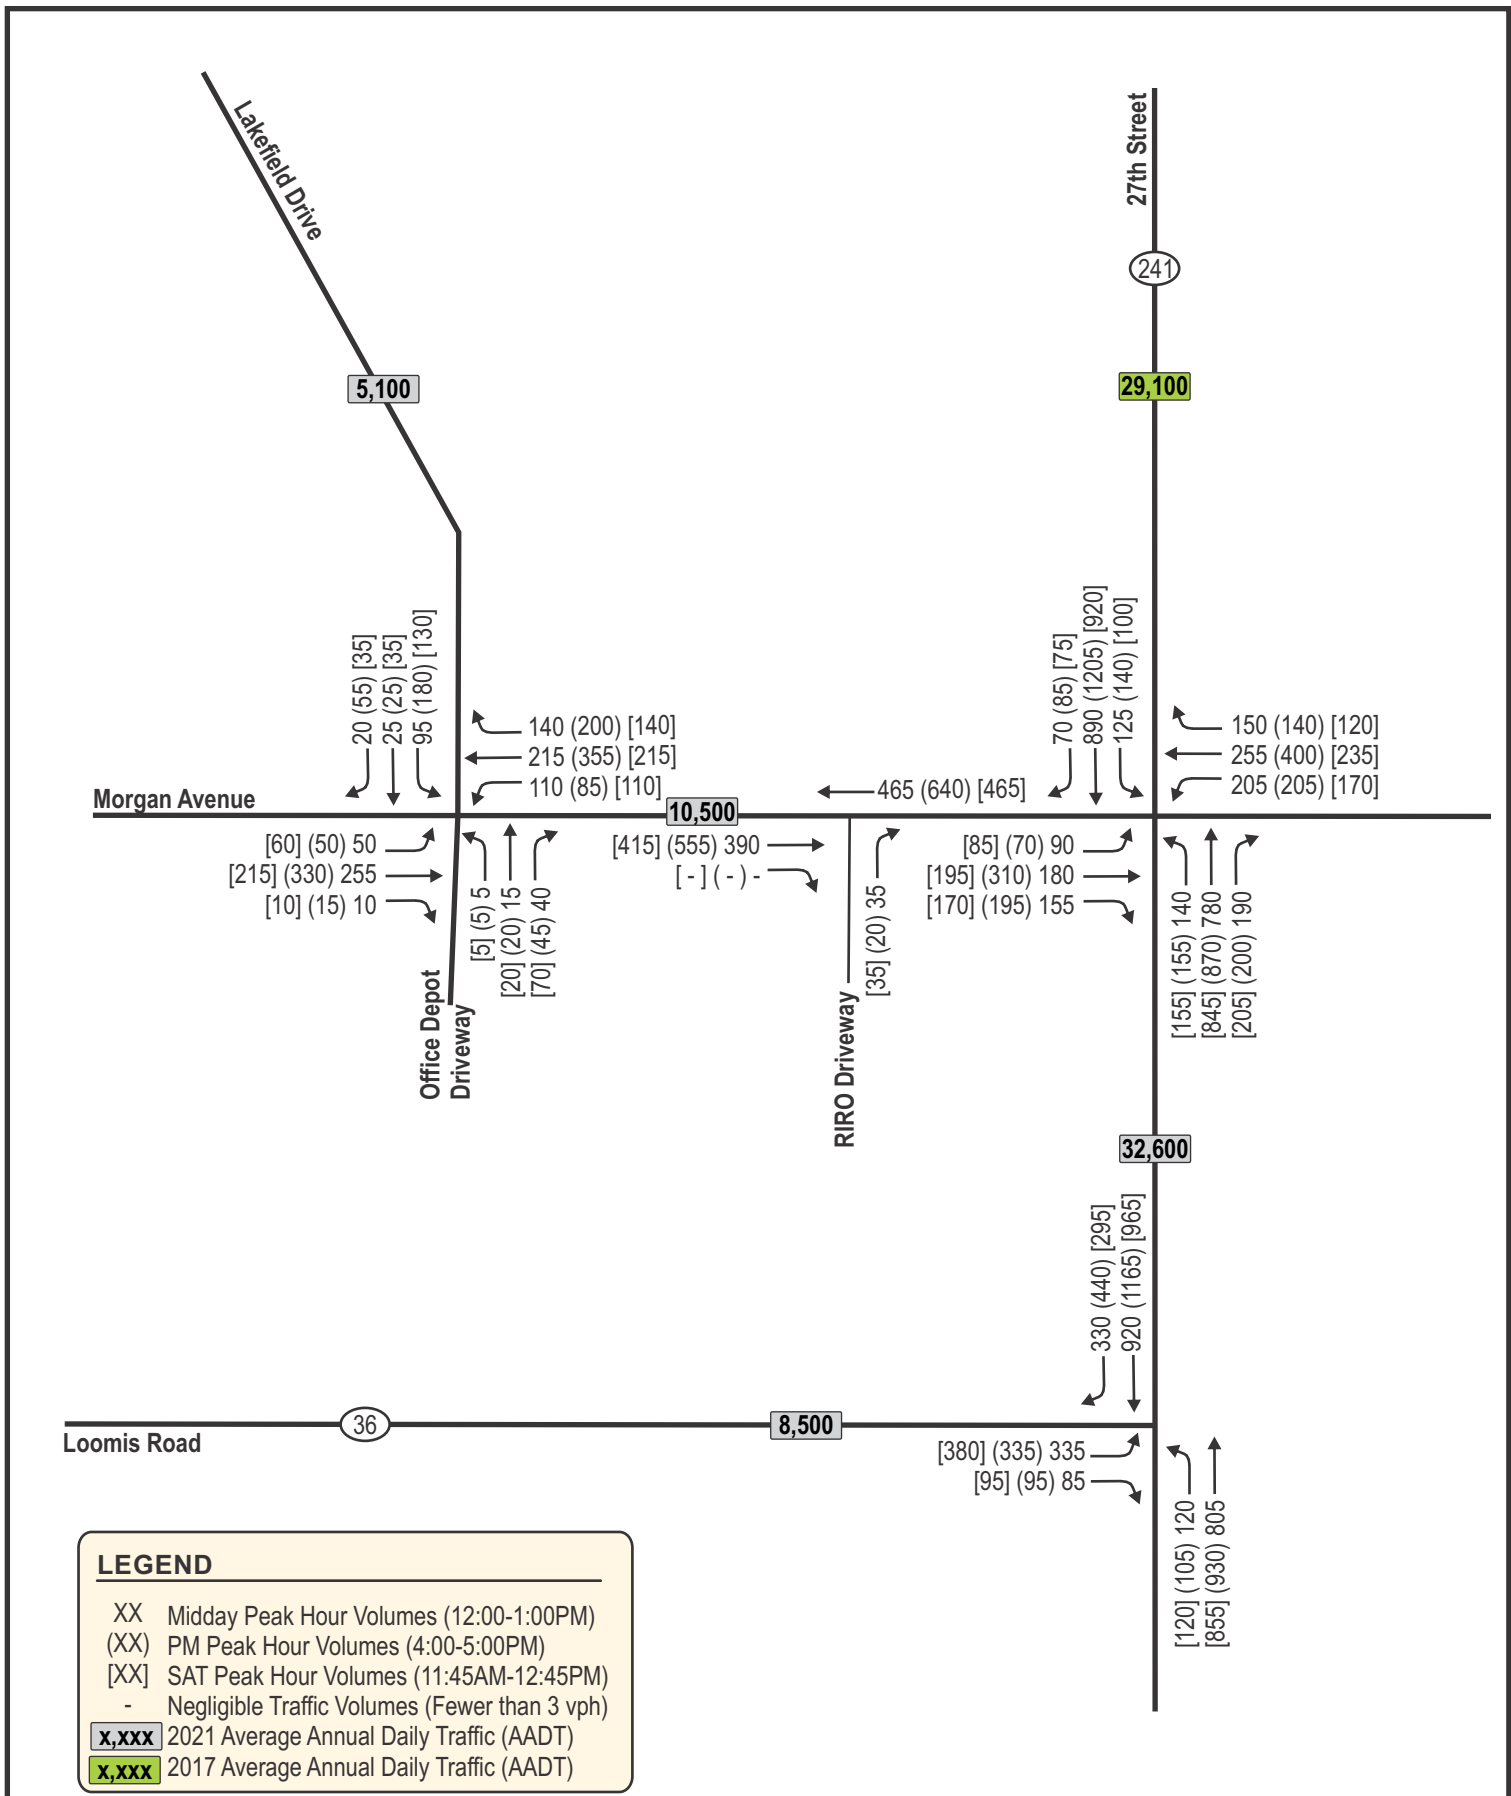 Lakefield Drive
27th Street
241
5,100
29,100
20 (55) [35]
25 (25) [35]
95 (180) [130]
140 (200) [140]
215 (355) [215]
110 (85) [110]
70 (85) [75]
890 (1205) [920]
125 (140) [100]
150 (140) [120]
255 (400) [235]
205 (205) [170]
Morgan Avenue
10,500
465 (640) [465]
[60] (50) 50
[215] (330) 255
[10] (15) 10
[5] (5) 5
[20] (20) 15
[70] (45) 40
[415] (555) 390
[ - ] ( - ) -
[35] (20) 35
[85] (70) 90
[195] (310) 180
[170] (195) 155
[155] (155) 140
[845] (870) 780
[205] (200) 190
Office Depot
Driveway
RIRO Driveway
32,600
330 (440) [295]
920 (1165) [965]
36
Loomis Road
8,500
[380] (335) 335
[95] (95) 85
[120] (105) 120
[855] (930) 805
LEGEND
XX Midday Peak Hour Volumes (12:00-1:00PM)
(XX) PM Peak Hour Volumes (4:00-5:00PM)
[XX] SAT Peak Hour Volumes (11:45AM-12:45PM)
- Negligible Traffic Volumes (Fewer than 3 vph)
x,xxx 2021 Average Annual Daily Traffic (AADT)
x,xxx 2017 Average Annual Daily Traffic (AADT)